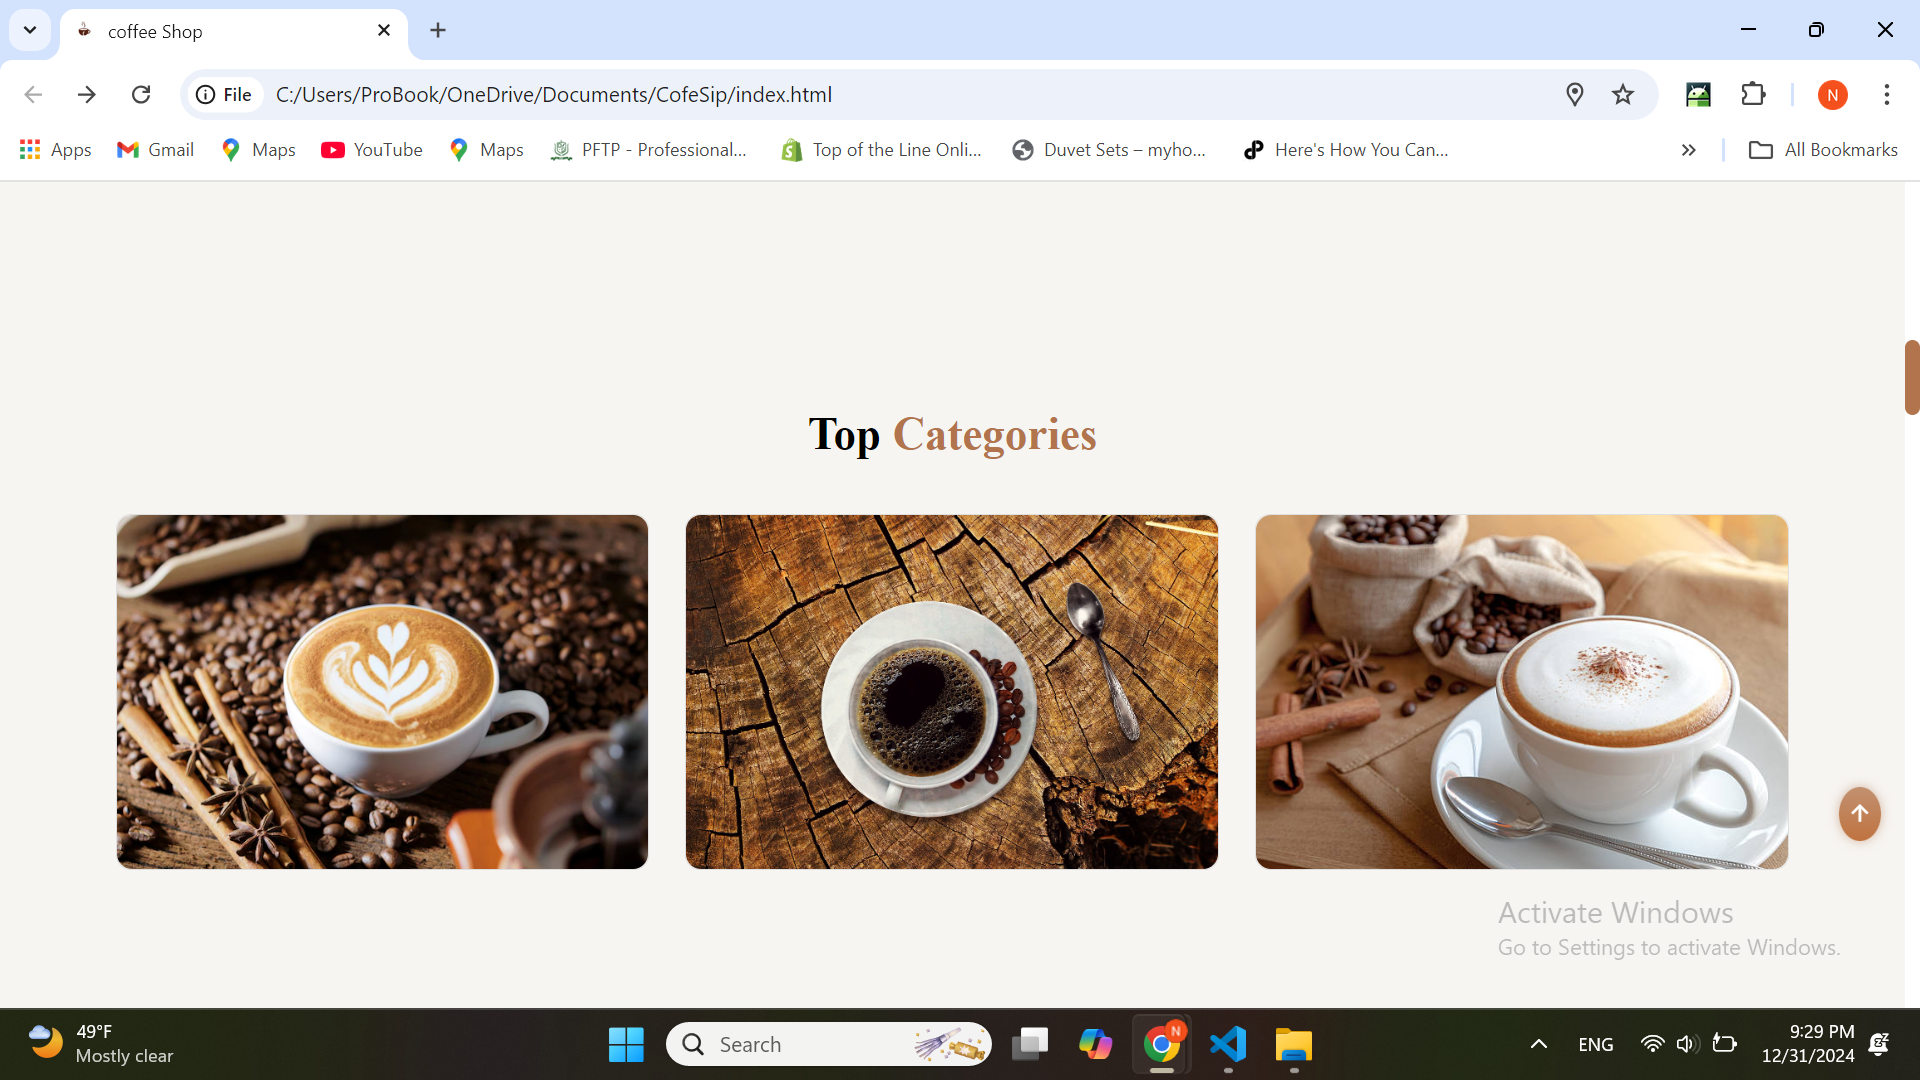 coffee Shop
File
C:/Users/ProBook/OneDrive/Documents/CofeSip/index.html
N
Apps
Gmail
Maps
YouTube
Maps
PFTP - Professional...
Top of the Line Onli...
Duvet Sets – myho...
Here's How You Can...
All Bookmarks
Top Categories
Activate Windows
Go to Settings to activate Windows.
49°F
Mostly clear
Search
N
ENG
9:29 PM
12/31/2024